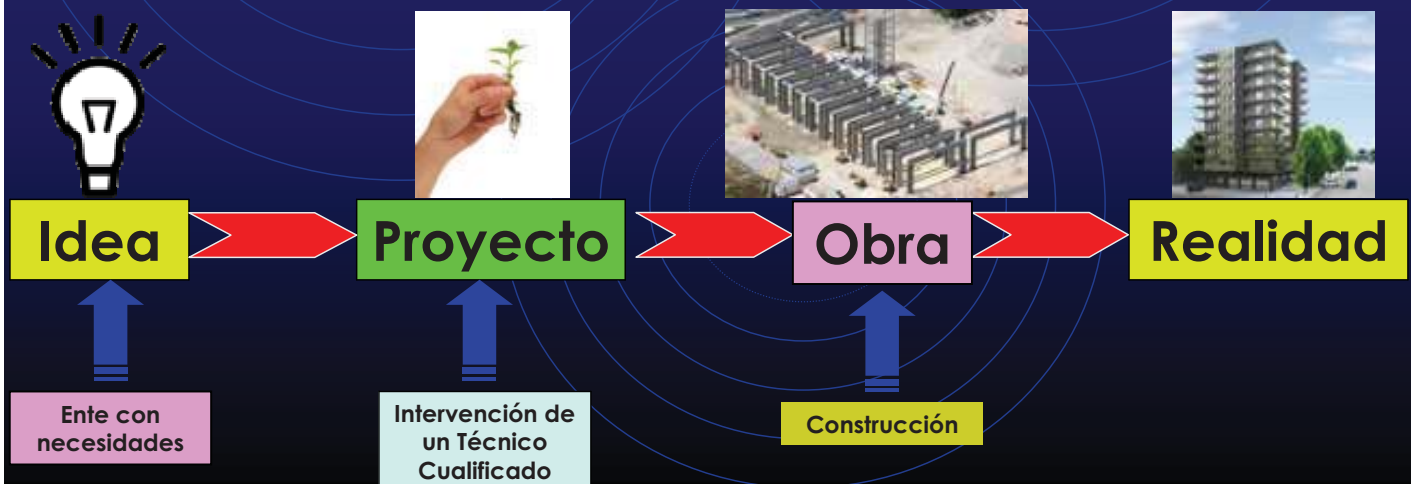 Idea
Proyecto
Obra
Realidad
Ente con
necesidades
Intervención de
un Técnico
Cualificado
Construcción